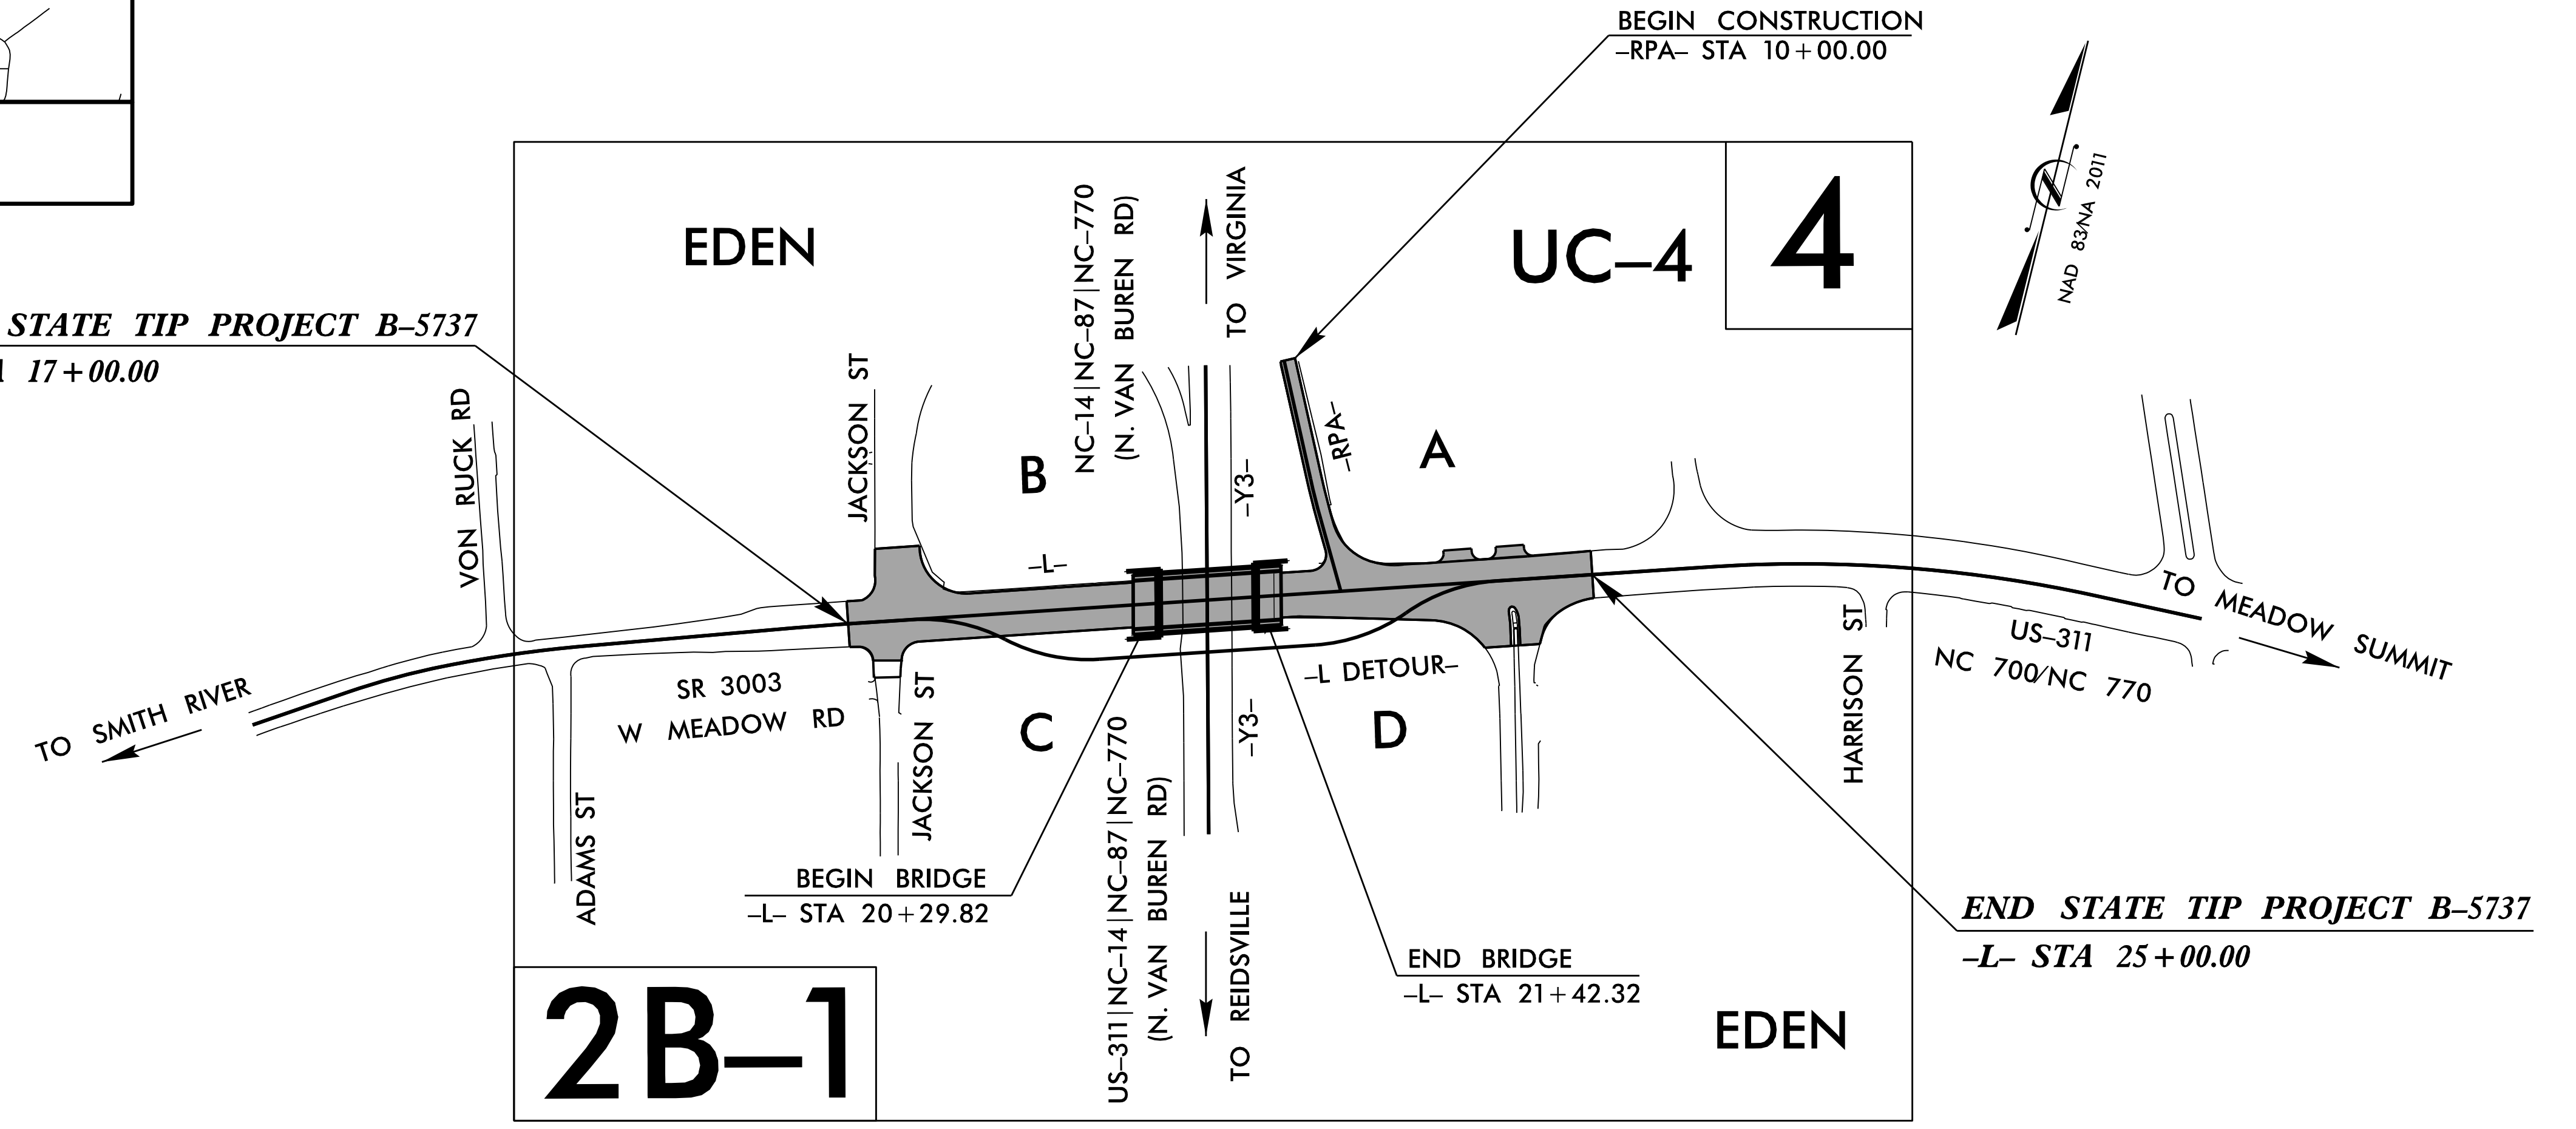 BEGIN CONSTRUCTION
–RPA– STA 10+00.00
NAD 83/NA 2011
EDEN
UC–4
4
NC–14|NC–87|NC–770
(N. VAN BUREN RD)
TO VIRGINIA
STATE TIP PROJECT B–5737
17+00.00
VON RUCK RD
JACKSON ST
B
–Y3–
–RPA–
A
–L–
TO MEADOW SUMMIT
US–311
NC 700/NC 770
HARRISON ST
–L DETOUR–
TO SMITH RIVER
SR 3003
W MEADOW RD
JACKSON ST
C
–Y3–
D
ADAMS ST
US–311|NC–14|NC–87|NC–770
(N. VAN BUREN RD)
TO REIDSVILLE
BEGIN BRIDGE
–L– STA 20+29.82
END BRIDGE
–L– STA 21+42.32
END STATE TIP PROJECT B–5737
–L– STA 25+00.00
2B–1
EDEN